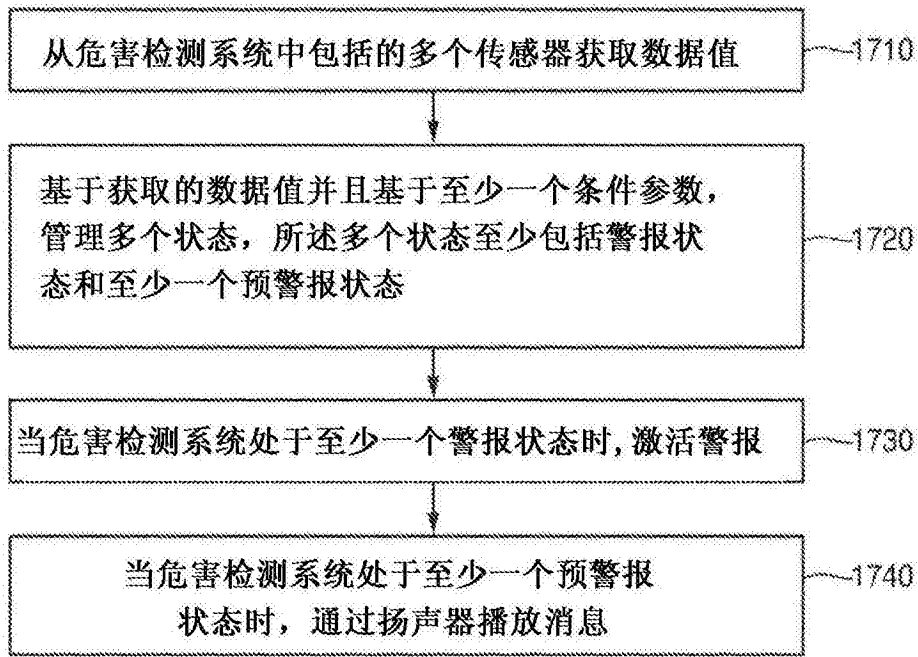 从危害检测系统中包括的多个传感器获取数据值
1710
基于获取的数据值并且基于至少一个条件参数，
管理多个状态，所述多个状态至少包括警报状
态和至少一个预警报状态
1720
当危害检测系统处于至少一个警报状态时,激活警报
1730
当危害检测系统处于至少一个预警报
状态时，通过扬声器播放消息
1740